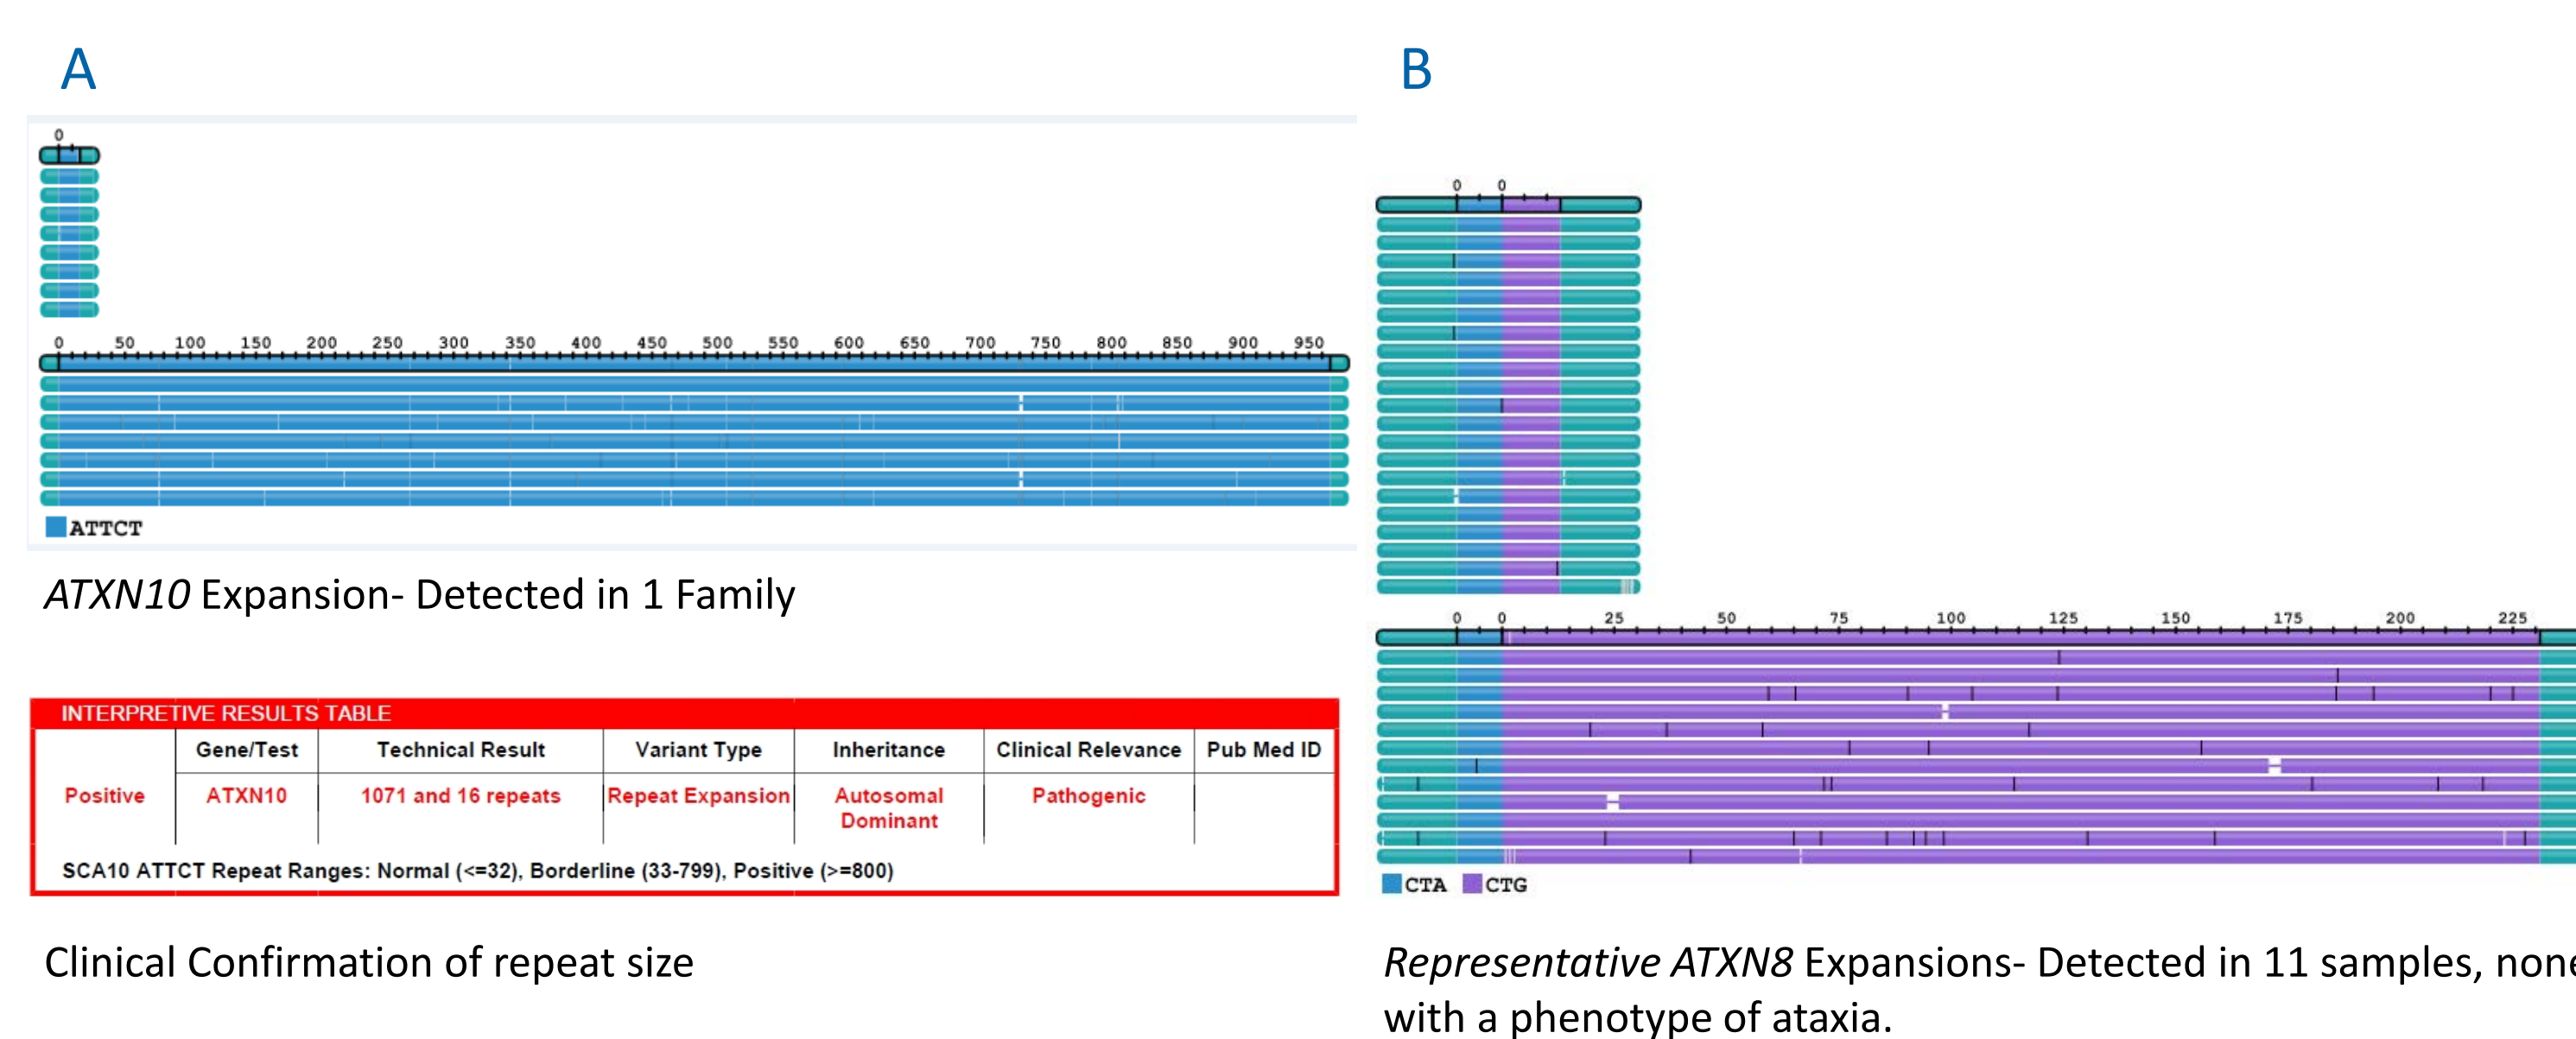 A
0
0 50 100 150 200 250 300 350 400 450 500 550 600 650 700 750 800 850 900 950
ATTCT
ATXN10 Expansion- Detected in 1 Family
INTERPRETIVE RESULTS TABLE
Gene/Test Technical Result Variant Type Inheritance Clinical Relevance Pub Med ID
Positive ATXN10 1071 and 16 repeats Repeat Expansion Autosomal Pathogenic
Dominant
SCA10 ATTCT Repeat Ranges: Normal (<=32), Borderline (33-799), Positive (>=800)
Clinical Confirmation of repeat size
B
0 0
0 0 25 50 75 100 125 150 175 200 225
CTA CTG
Representative ATXN8 Expansions- Detected in 11 samples, none
with a phenotype of ataxia.